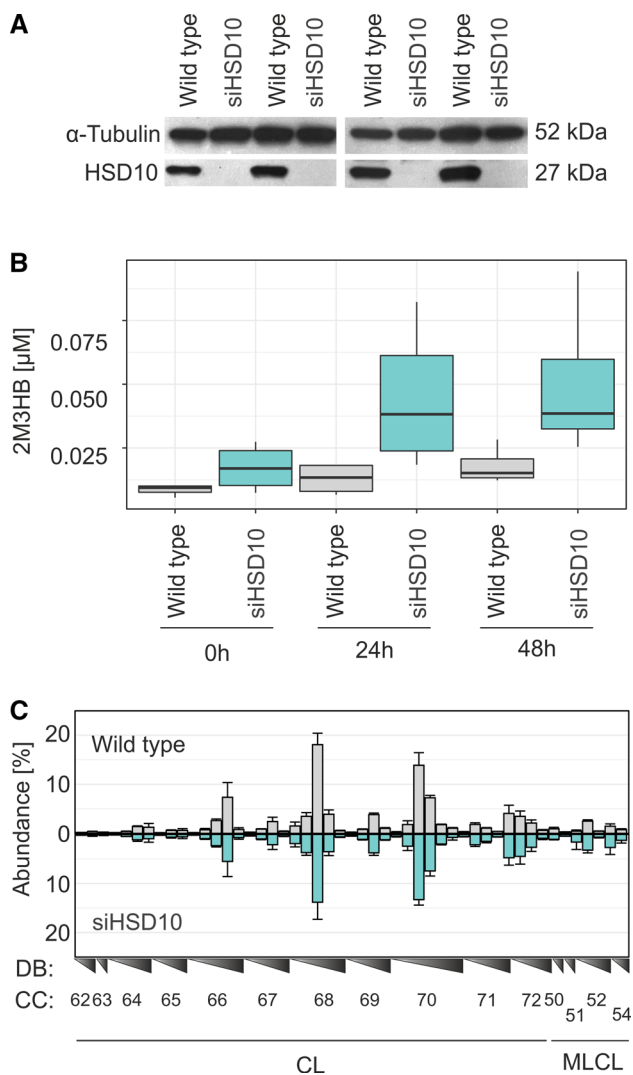 A
Wild type
siHSD10
Wild type
siHSD10
Wild type
siHSD10
Wild type
siHSD10
α-Tubulin
52 kDa
HSD10
27 kDa
B
2M3HB [µM]
0.075
0.050
0.025
Wild type
siHSD10
Wild type
siHSD10
Wild type
siHSD10
0h
24h
48h
C
Abundance [%]
20
10
0
10
20
Wild type
siHSD10
DB:
CC: 62 63 64 65 66 67 68 69 70 71 72 50 51 52 54
CL
MLCL